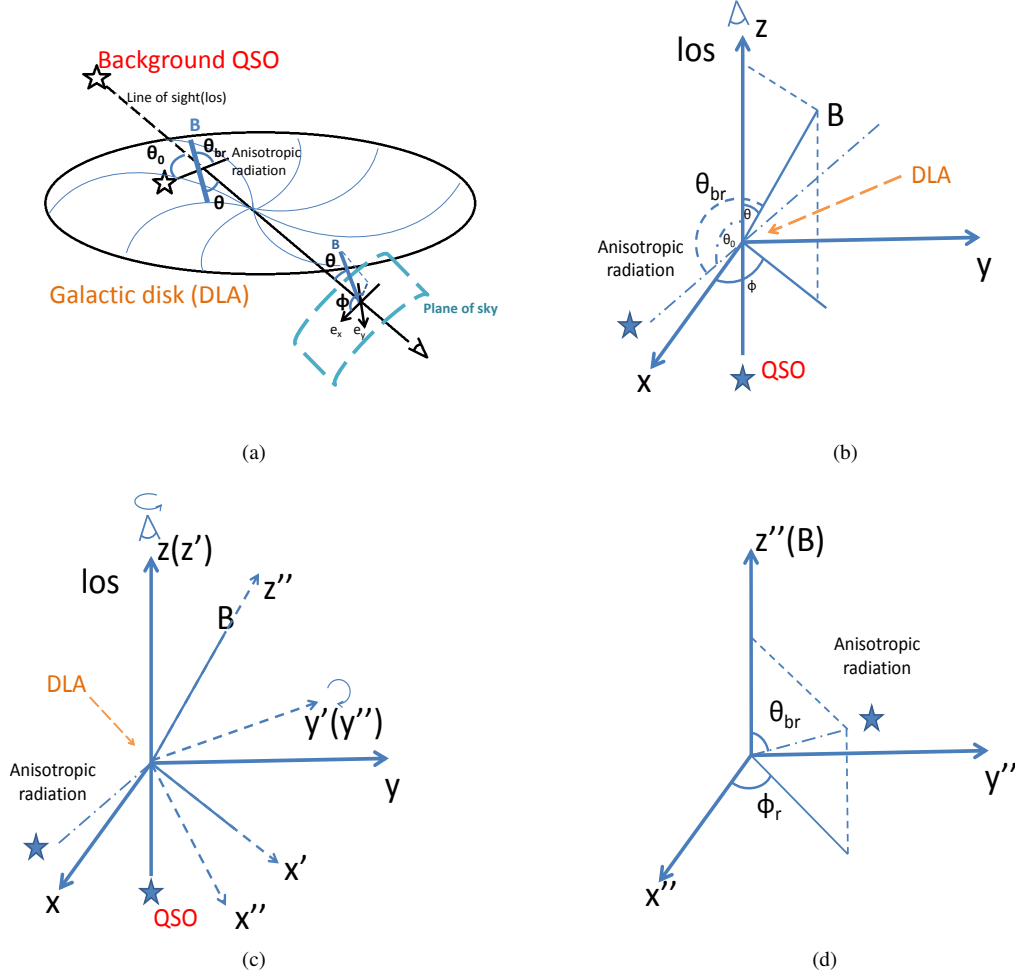 Background QSO
Line of sight(los)
B
θbr
θ0
Anisotropic
radiation
θ
B
θ
Galactic disk (DLA)
Φ
Plane of sky
ex
ey
(a)
z
los
B
DLA
θbr
θ
θ0
Anisotropic
radiation
y
ϕ
x
QSO
(b)
z(z')
los
z''
B
DLA
y'(y'')
Anisotropic
radiation
y
x'
x
QSO
x''
(c)
z''(B)
Anisotropic
radiation
θbr
y''
ϕr
x''
(d)